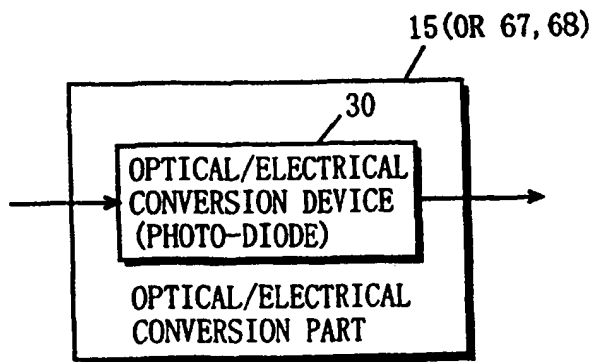 15(OR 67,68)
30
OPTICAL/ELECTRICAL
CONVERSION DEVICE
(PHOTO-DIODE)
OPTICAL/ELECTRICAL
CONVERSION PART